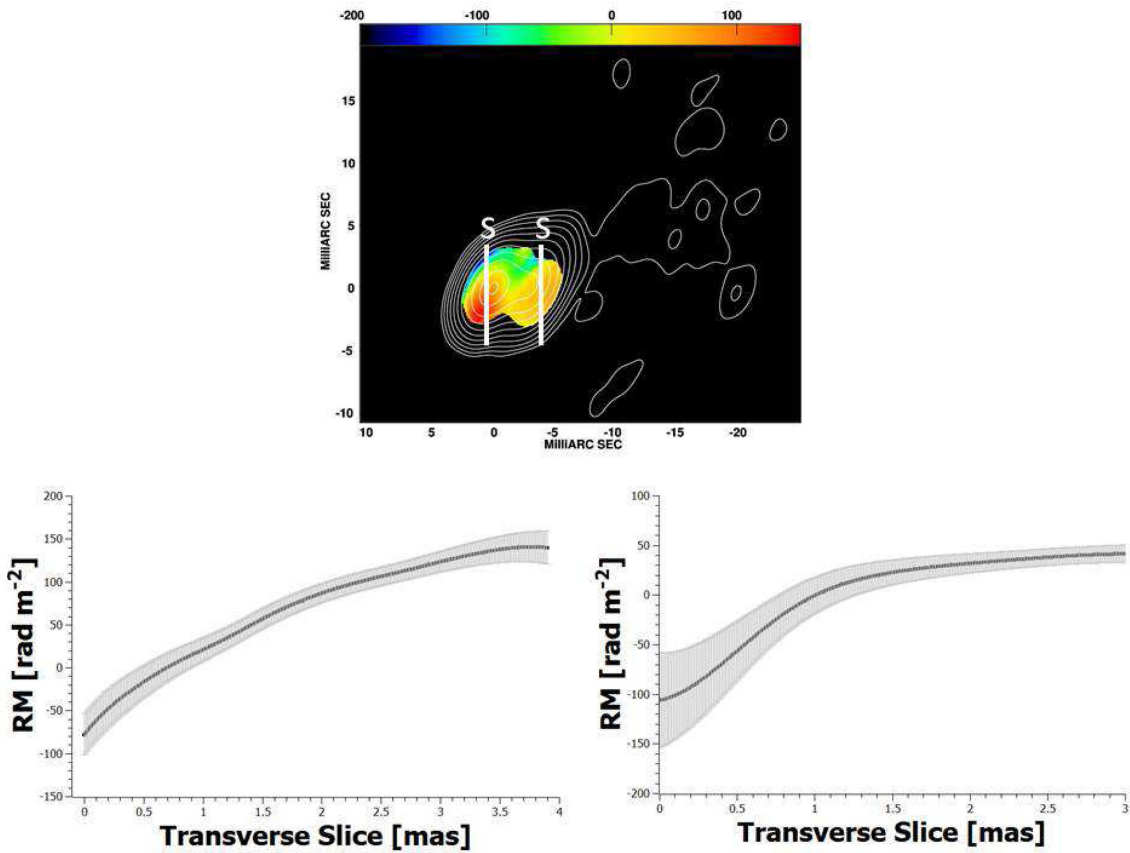 -200 -100 0 100
15
10
5
0
-5
-10
MilliARC SEC
S S
10 5 0 -5 -10 -15 -20
MilliARC SEC
200
150
100
50
0
-50
-100
-150
RM [rad m⁻²]
0 0.5 1 1.5 2 2.5 3 3.5 4
Transverse Slice [mas]
100
50
0
-50
-100
-150
-200
RM [rad m⁻²]
0 0.5 1 1.5 2 2.5 3
Transverse Slice [mas]